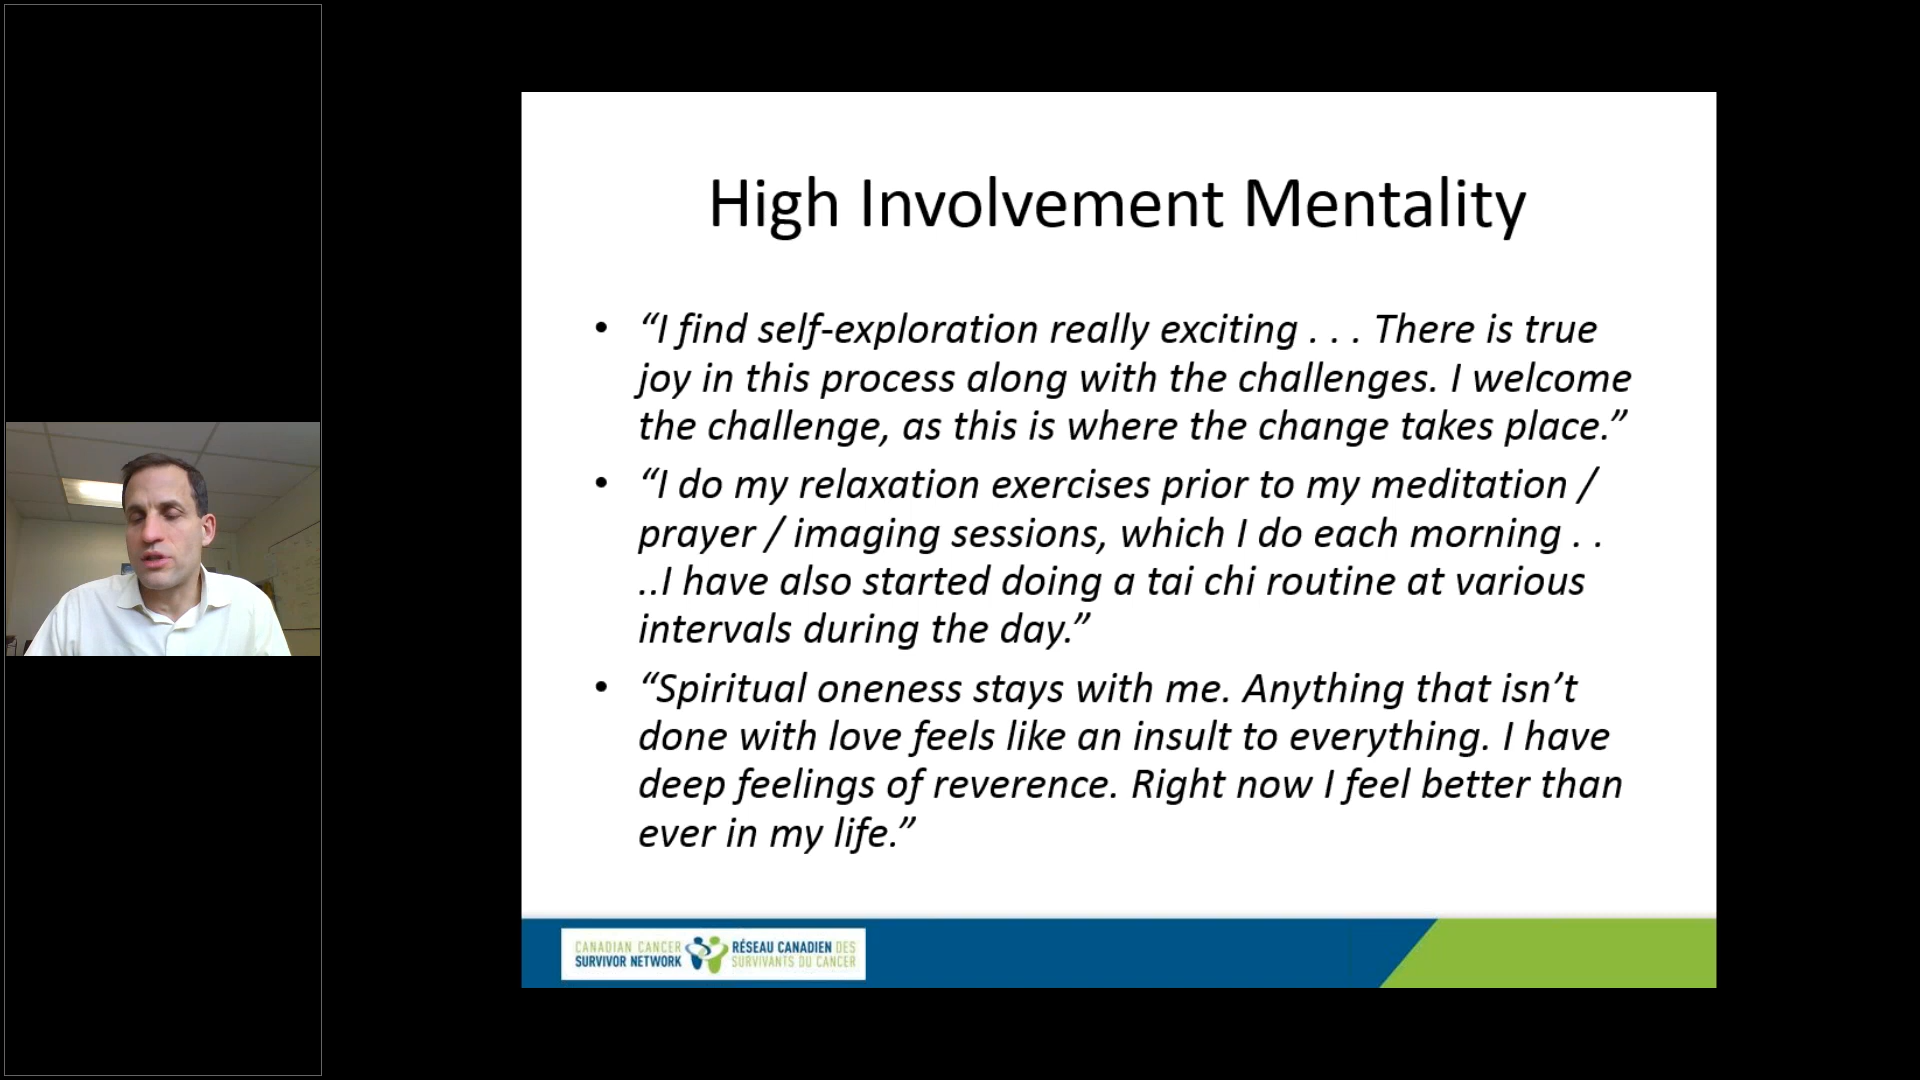 High Involvement Mentality
• “I find self-exploration really exciting . . . There is true
joy in this process along with the challenges. I welcome
the challenge, as this is where the change takes place.”
• “I do my relaxation exercises prior to my meditation /
prayer / imaging sessions, which I do each morning . .
..I have also started doing a tai chi routine at various
intervals during the day.”
• “Spiritual oneness stays with me. Anything that isn’t
done with love feels like an insult to everything. I have
deep feelings of reverence. Right now I feel better than
ever in my life.”
CANADIAN CANCER
SURVIVOR NETWORK
RÉSEAU CANADIEN DES
SURVIVANTS DU CANCER